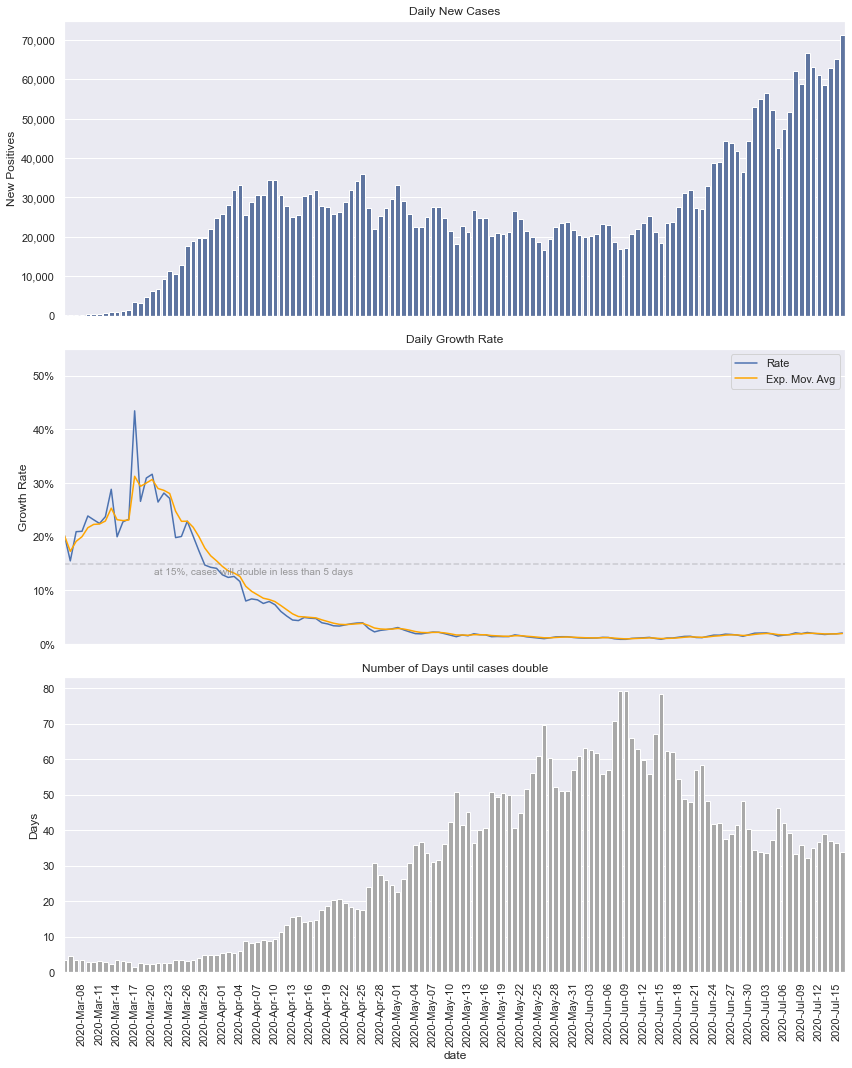 Daily New Cases
70,000
60,000
50,000
40,000
30,000
20,000
10,000
0
New Positives
Daily Growth Rate
Rate
Exp. Mov. Avg
50%
40%
30%
20%
10%
0%
Growth Rate
at 15%, cases will double in less than 5 days
Number of Days until cases double
80
70
60
50
40
30
20
10
0
Days
2020-Mar-08
2020-Mar-11
2020-Mar-14
2020-Mar-17
2020-Mar-20
2020-Mar-23
2020-Mar-26
2020-Mar-29
2020-Apr-01
2020-Apr-04
2020-Apr-07
2020-Apr-10
2020-Apr-13
2020-Apr-16
2020-Apr-19
2020-Apr-22
2020-Apr-25
2020-Apr-28
2020-May-01
2020-May-04
2020-May-07
2020-May-10
2020-May-13
2020-May-16
2020-May-19
2020-May-22
2020-May-25
2020-May-28
2020-May-31
2020-Jun-03
2020-Jun-06
2020-Jun-09
2020-Jun-12
2020-Jun-15
2020-Jun-18
2020-Jun-21
2020-Jun-24
2020-Jun-27
2020-Jun-30
2020-Jul-03
2020-Jul-06
2020-Jul-09
2020-Jul-12
2020-Jul-15
date